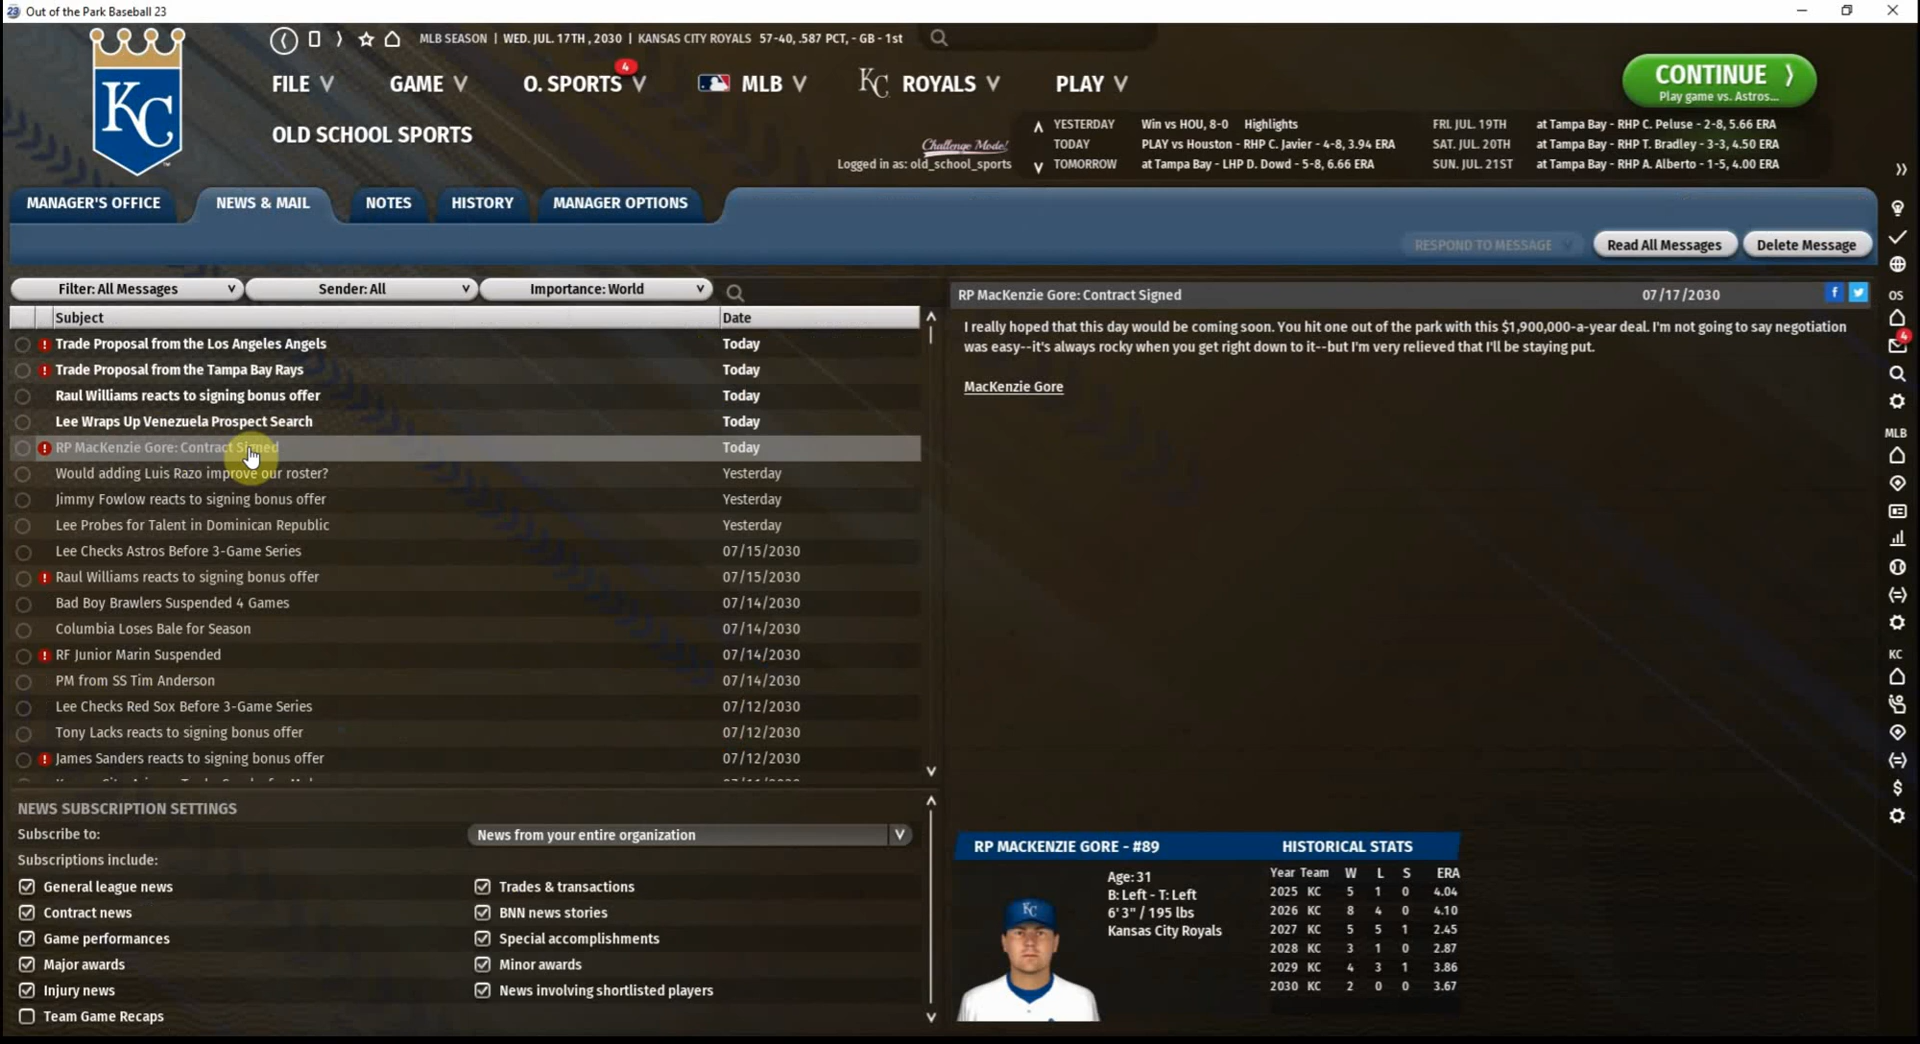 Out of the Park Baseball 23
MLB SEASON | WED. JUL. 17TH , 2030 | KANSAS CITY ROYALS 57-40, .587 PCT, - GB - 1st
FILE GAME O. SPORTS 4 MLB ROYALS PLAY
CONTINUE
Play game vs. Astros...
OLD SCHOOL SPORTS
Challenge Mode!
Logged in as: old_school_sports
YESTERDAY Win vs HOU, 8-0 Highlights FRI. JUL. 19TH at Tampa Bay - RHP C. Peluse - 2-8, 5.66 ERA
TODAY PLAY vs Houston - RHP C. Javier - 4-8, 3.94 ERA SAT. JUL. 20TH at Tampa Bay - RHP T. Bradley - 3-3, 4.50 ERA
TOMORROW at Tampa Bay - LHP D. Dowd - 5-8, 6.66 ERA SUN. JUL. 21ST at Tampa Bay - RHP A. Alberto - 1-5, 4.00 ERA
MANAGER'S OFFICE NEWS & MAIL NOTES HISTORY MANAGER OPTIONS
RESPOND TO MESSAGE Read All Messages Delete Message
Filter: All Messages Sender: All Importance: World
Subject Date
Trade Proposal from the Los Angeles Angels Today
Trade Proposal from the Tampa Bay Rays Today
Raul Williams reacts to signing bonus offer Today
Lee Wraps Up Venezuela Prospect Search Today
RP MacKenzie Gore: Contract Signed Today
Would adding Luis Razo improve our roster? Yesterday
Jimmy Fowlow reacts to signing bonus offer Yesterday
Lee Probes for Talent in Dominican Republic Yesterday
Lee Checks Astros Before 3-Game Series 07/15/2030
Raul Williams reacts to signing bonus offer 07/15/2030
Bad Boy Brawlers Suspended 4 Games 07/14/2030
Columbia Loses Bale for Season 07/14/2030
RF Junior Marin Suspended 07/14/2030
PM from SS Tim Anderson 07/14/2030
Lee Checks Red Sox Before 3-Game Series 07/12/2030
Tony Lacks reacts to signing bonus offer 07/12/2030
James Sanders reacts to signing bonus offer 07/12/2030
RP MacKenzie Gore: Contract Signed 07/17/2030
I really hoped that this day would be coming soon. You hit one out of the park with this $1,900,000-a-year deal. I'm not going to say negotiation
was easy--it's always rocky when you get right down to it--but I'm very relieved that I'll be staying put.
MacKenzie Gore
NEWS SUBSCRIPTION SETTINGS
Subscribe to: News from your entire organization
Subscriptions include:
General league news Trades & transactions
Contract news BNN news stories
Game performances Special accomplishments
Major awards Minor awards
Injury news News involving shortlisted players
Team Game Recaps
RP MACKENZIE GORE - #89
Age: 31
B: Left - T: Left
6' 3" / 195 lbs
Kansas City Royals
HISTORICAL STATS
Year Team W L S ERA
2025 KC 5 1 0 4.04
2026 KC 8 4 0 4.10
2027 KC 5 5 1 2.45
2028 KC 3 1 0 2.87
2029 KC 4 3 1 3.86
2030 KC 2 0 0 3.67
OS
4
MLB
KC